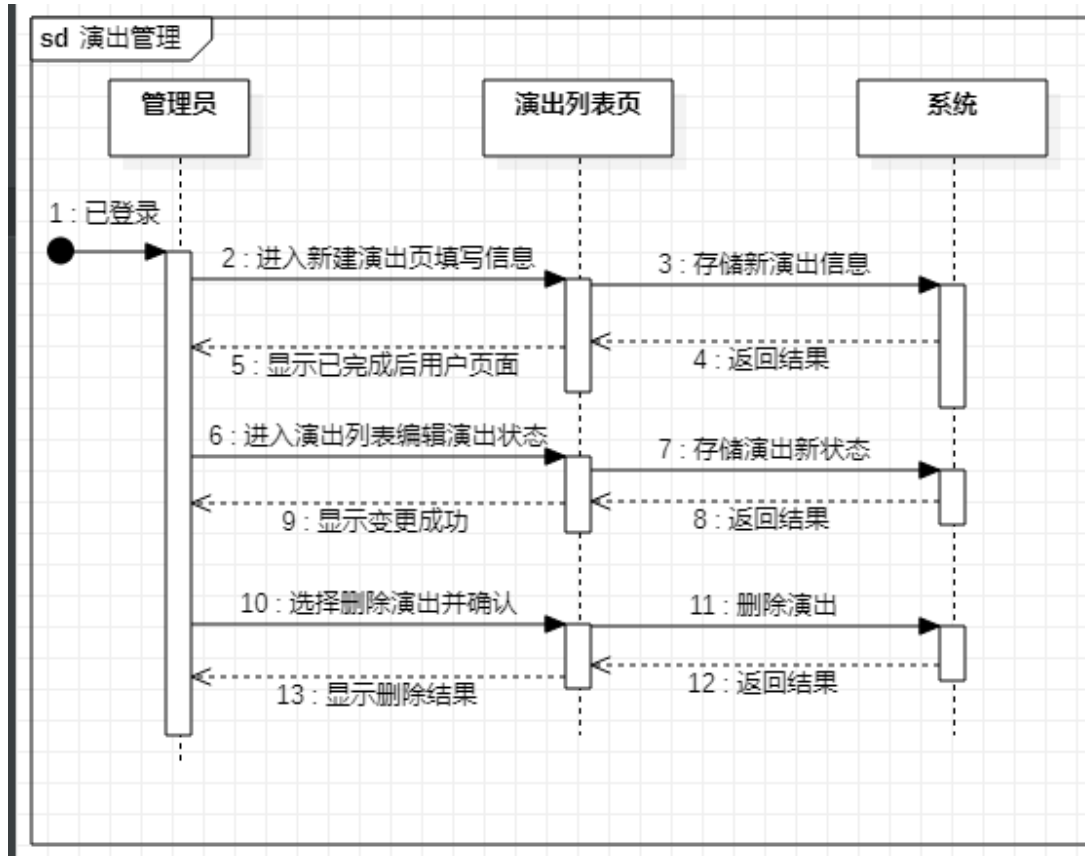 sd 演出管理
管理员
演出列表页
系统
1 : 已登录
2 : 进入新建演出页填写信息
3 : 存储新演出信息
4 : 返回结果
5 : 显示已完成后用户页面
6 : 进入演出列表编辑演出状态
7 : 存储演出新状态
8 : 返回结果
9 : 显示变更成功
10 : 选择删除演出并确认
11 : 删除演出
12 : 返回结果
13 : 显示删除结果